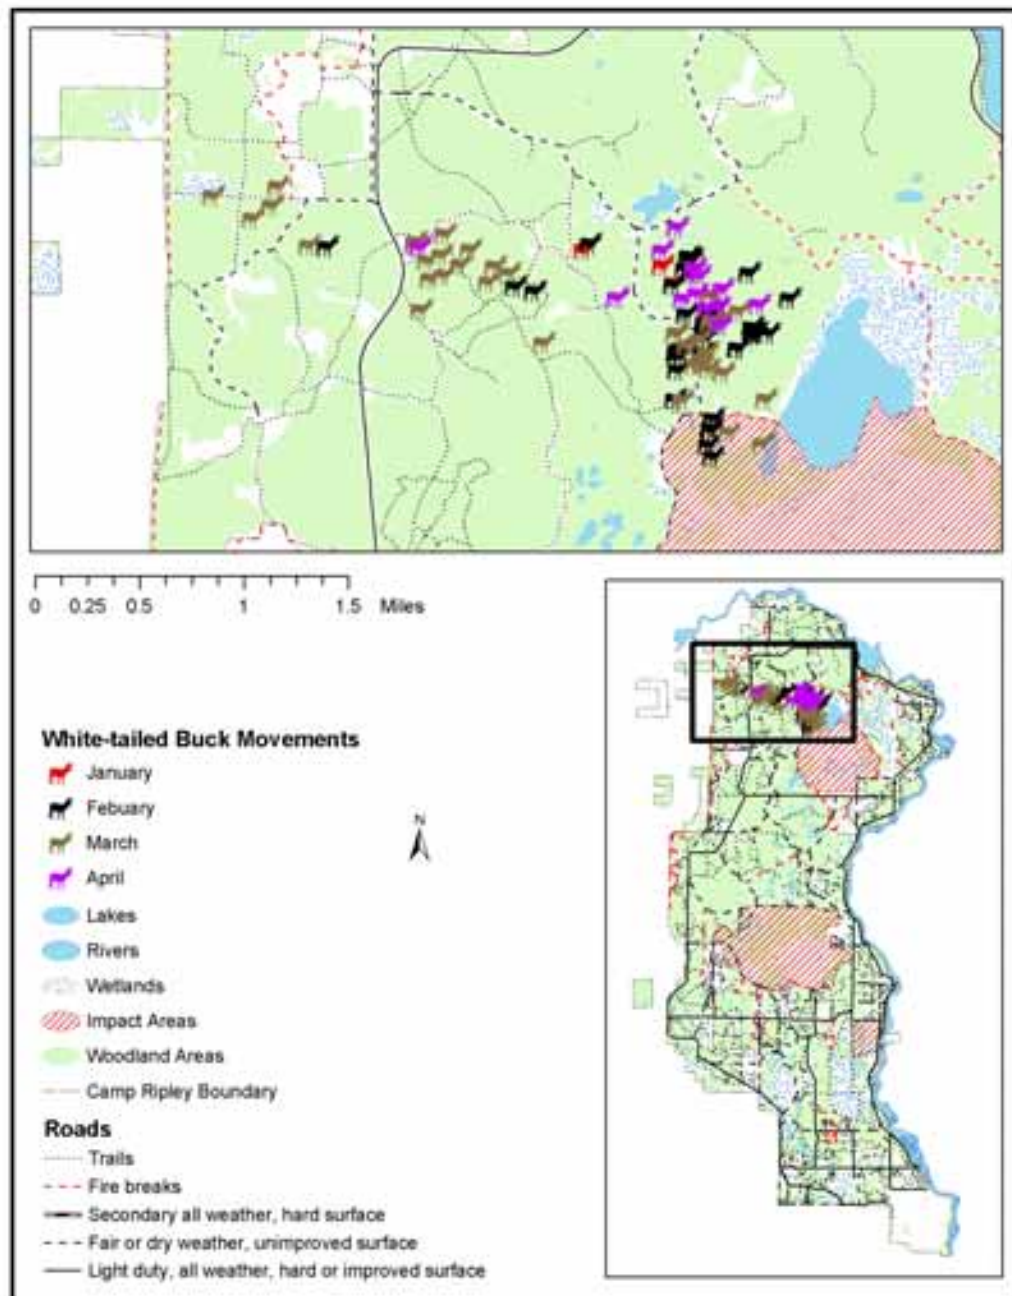 0 0.25 0.5 1 1.5 Miles
White-tailed Buck Movements
January
Febuary
March
April
Lakes
Rivers
Wetlands
Impact Areas
Woodland Areas
Camp Ripley Boundary
N
Roads
Trails
Fire breaks
Secondary all weather, hard surface
Fair or dry weather, unimproved surface
Light duty, all weather, hard or improved surface